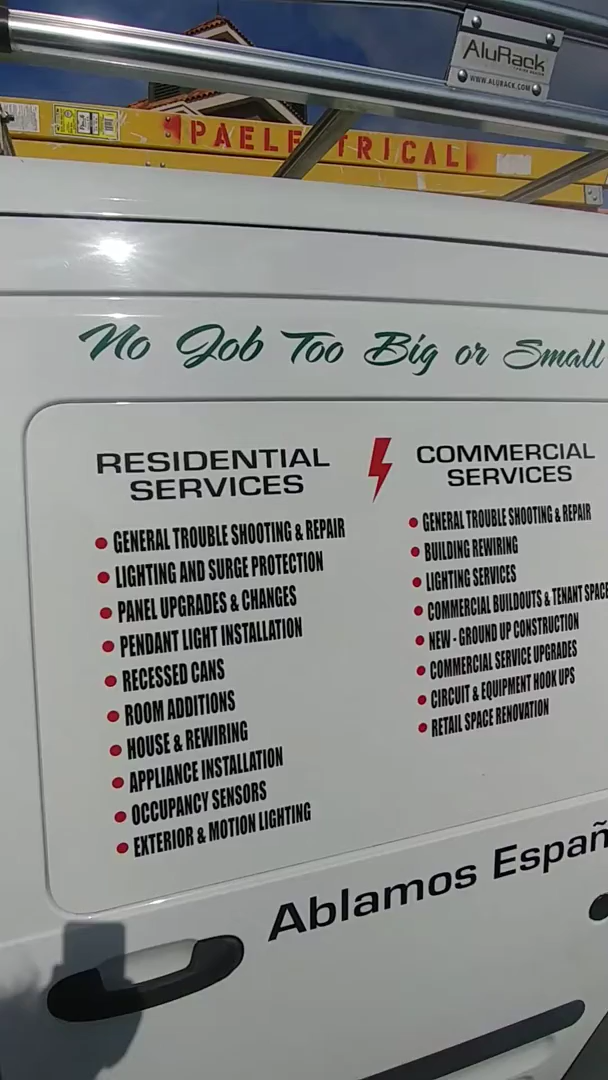 AluRack
WWW.ALURACK.COM
PAELE TRICAL
No Job Too Big or Small
RESIDENTIAL
SERVICES
• GENERAL TROUBLE SHOOTING & REPAIR
• LIGHTING AND SURGE PROTECTION
• PANEL UPGRADES & CHANGES
• PENDANT LIGHT INSTALLATION
• RECESSED CANS
• ROOM ADDITIONS
• HOUSE & REWIRING
• APPLIANCE INSTALLATION
• OCCUPANCY SENSORS
• EXTERIOR & MOTION LIGHTING
COMMERCIAL
SERVICES
• GENERAL TROUBLE SHOOTING & REPAIR
• BUILDING REWIRING
• LIGHTING SERVICES
• COMMERCIAL BUILDOUTS & TENANT SPACE
• NEW - GROUND UP CONSTRUCTION
• COMMERCIAL SERVICE UPGRADES
• CIRCUIT & EQUIPMENT HOOK UPS
• RETAIL SPACE RENOVATION
Ablamos Españ